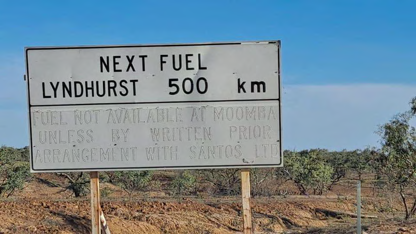 NEXT FUEL
LYNDHURST 500 km
FUEL NOT AVAILABLE AT MOOMBA
UNLESS BY WRITTEN PRIOR
ARRANGEMENT WITH SANTOS. LTD